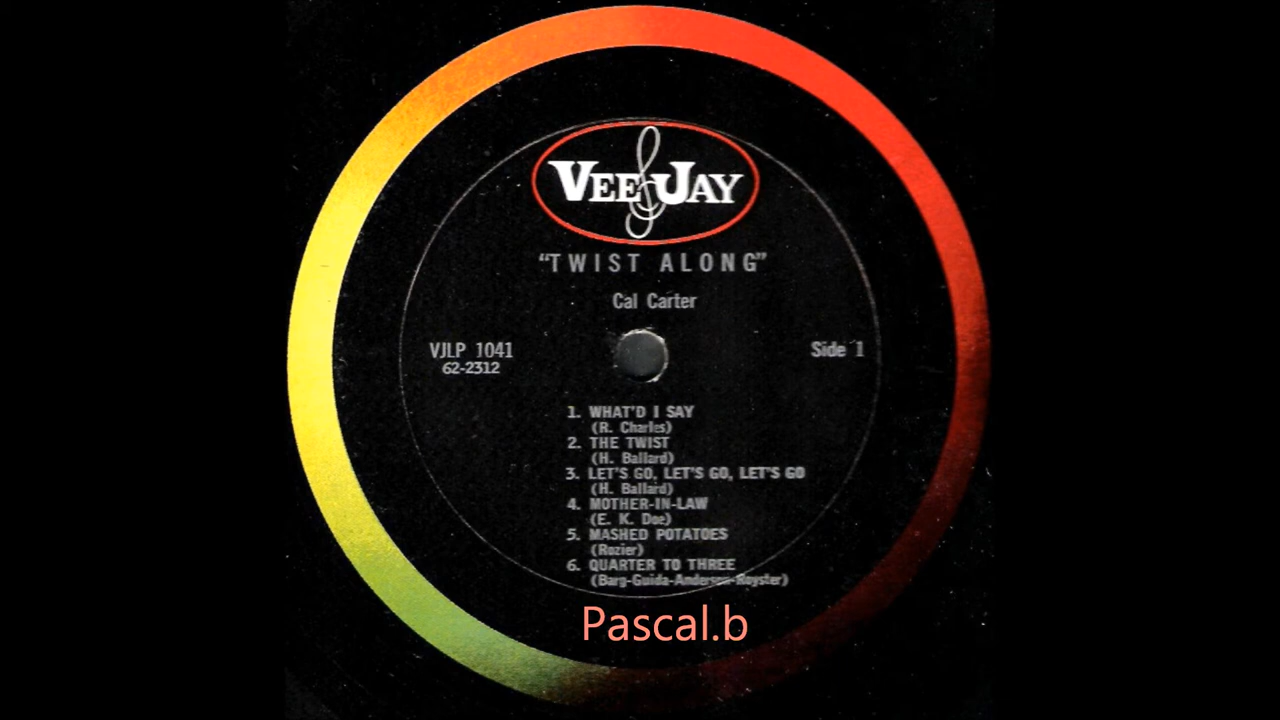 VEE JAY
"TWIST ALONG"
Cal Carter
VJLP 1041
62-2312
Side 1
1. WHAT'D I SAY
(R. Charles)
2. THE TWIST
(H. Ballard)
3. LET'S GO, LET'S GO, LET'S GO
(H. Ballard)
4. MOTHER-IN-LAW
(E. K. Doe)
5. MASHED POTATOES
(Rozier)
6. QUARTER TO THREE
(Barg-Guida-Anderson-Royster)
Pascal.b